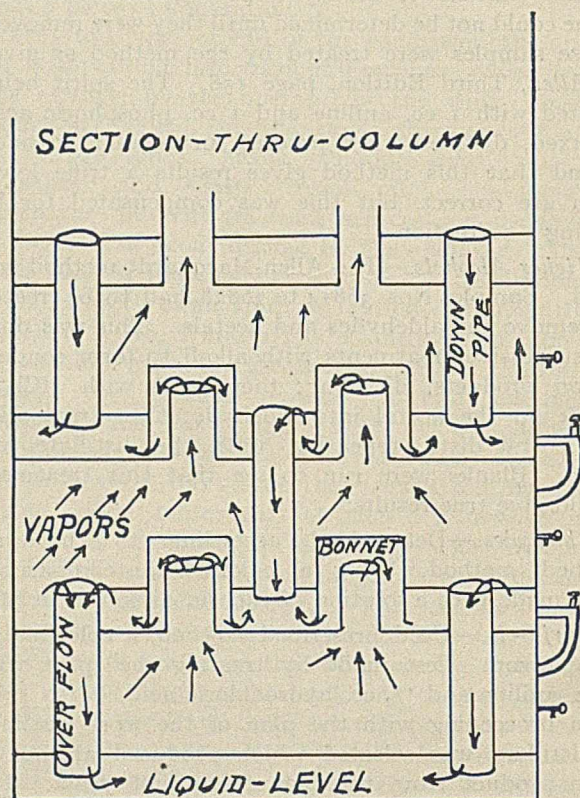 SECTION-THRU-COLUMN
DOWN
PIPE
VAPORS
BONNET
OVER FLOW
LIQUID-LEVEL